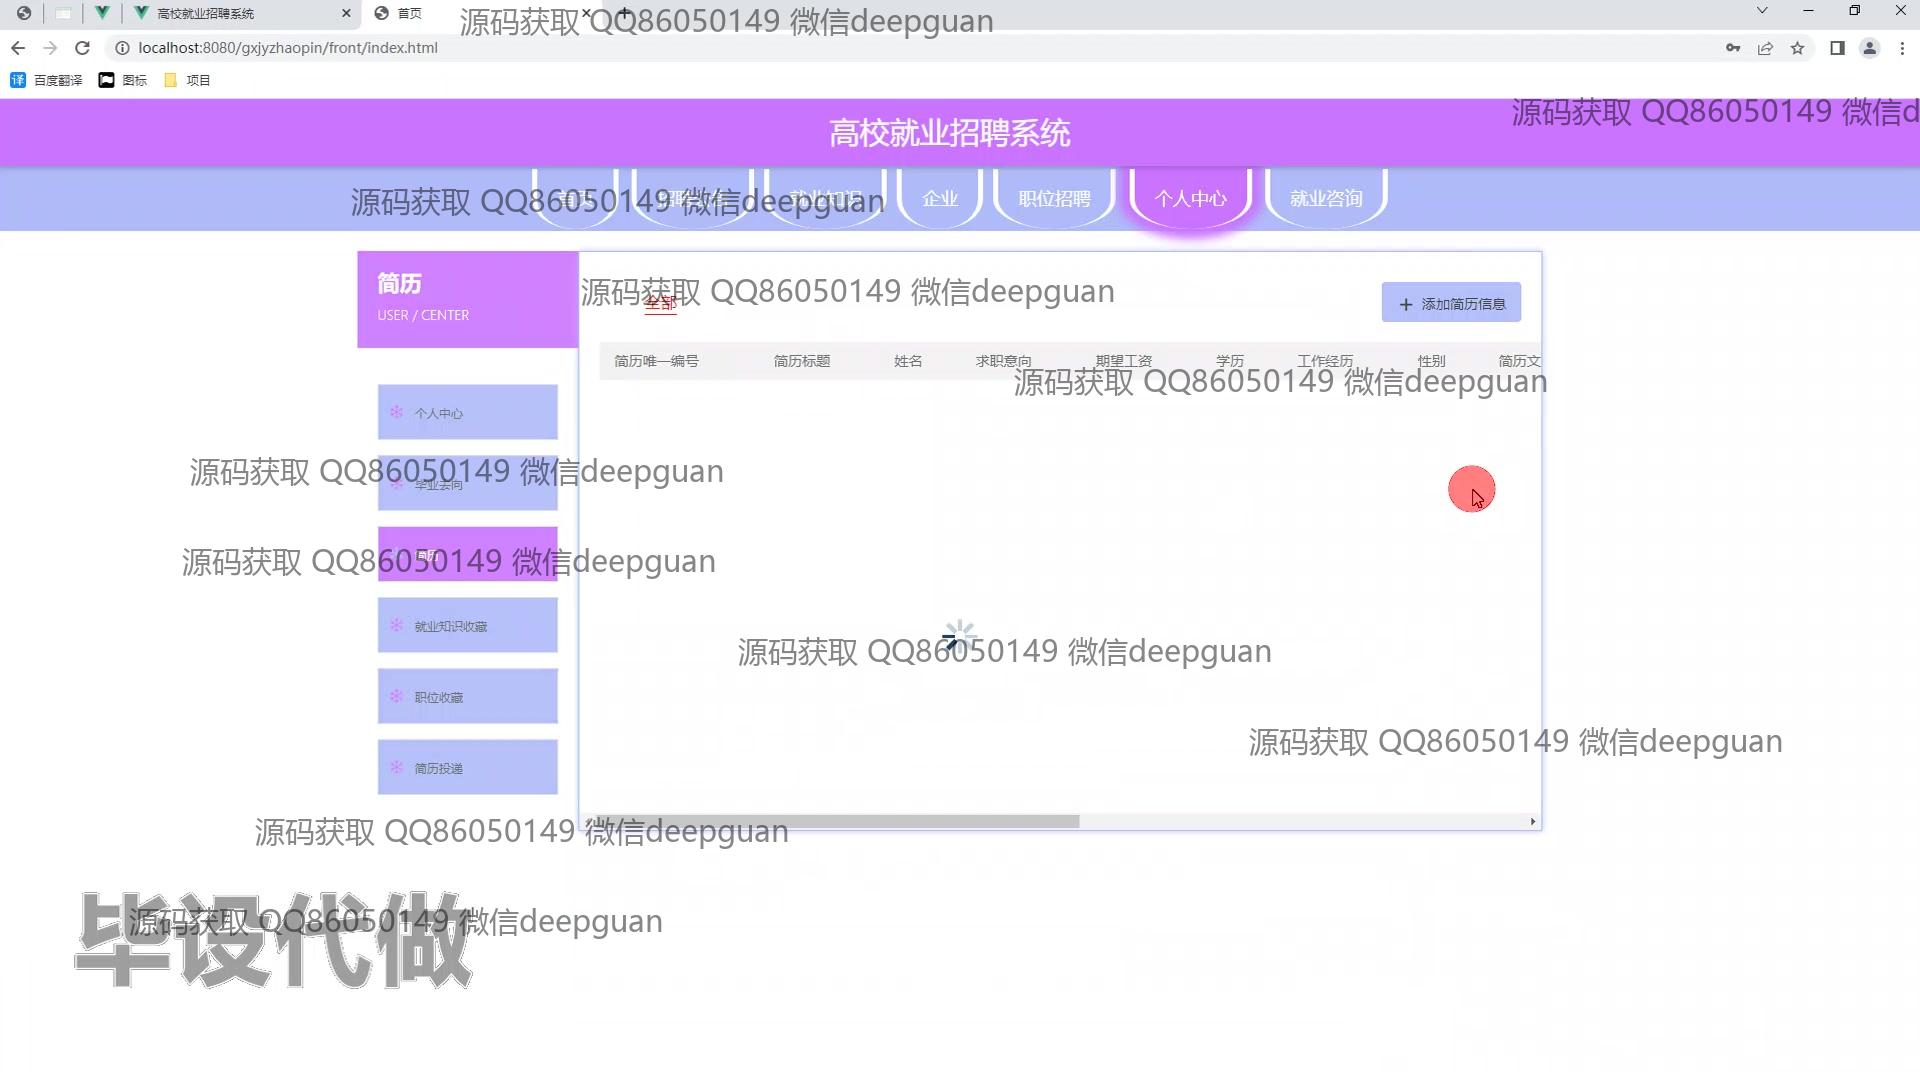 高校就业招聘系统
首页
源码获取 QQ86050149 微信deepguan
localhost:8080/gxjyzhaopin/front/index.html
百度翻译 图标 项目
源码获取 QQ86050149 微信d
高校就业招聘系统
首页 就业知识 企业 职位招聘 个人中心 就业咨询
源码获取 QQ86050149 微信deepguan
简历
USER / CENTER
源码获取 QQ86050149 微信deepguan
全部
添加简历信息
简历唯一编号 简历标题 姓名 求职意向 期望工资 学历 工作经历 性别 简历文
源码获取 QQ86050149 微信deepguan
个人中心
源码获取 QQ86050149 微信deepguan
毕业去向
源码获取 QQ86050149 微信deepguan
简历
就业知识收藏
源码获取 QQ86050149 微信deepguan
职位收藏
源码获取 QQ86050149 微信deepguan
简历投递
源码获取 QQ86050149 微信deepguan
源码获取 QQ86050149 微信deepguan
毕设代做